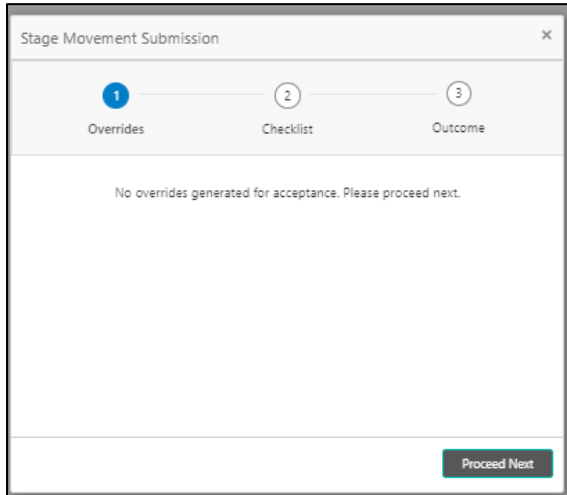 Stage Movement Submission ×
1 2 3
Overrides Checklist Outcome
No overrides generated for acceptance. Please proceed next.
Proceed Next